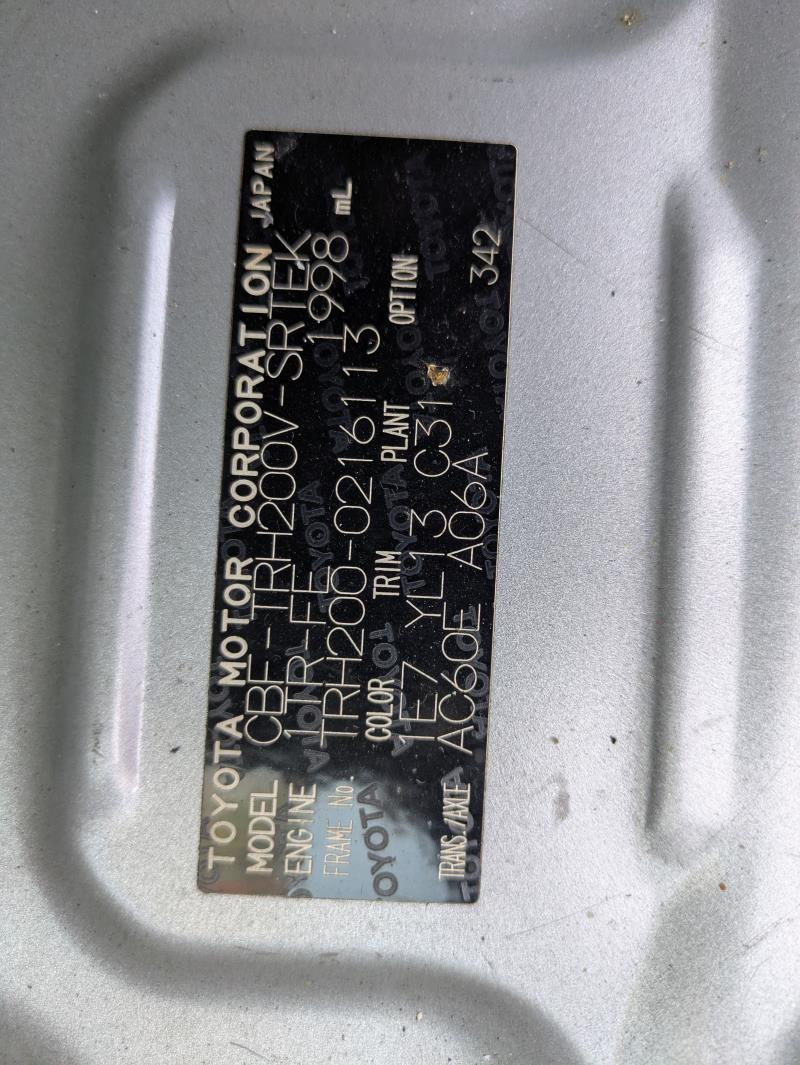 TOYOTA MOTOR CORPORATION JAPAN
MODEL CBF-TRH200V-SRTEK
ENGINE 1TR-FE 1998 mL
FRAME No. TRH200-0216113
COLOR TRIM PLANT OPTION
1E7 YL13 C31
TRANS./AXLE AC60E A06A 342